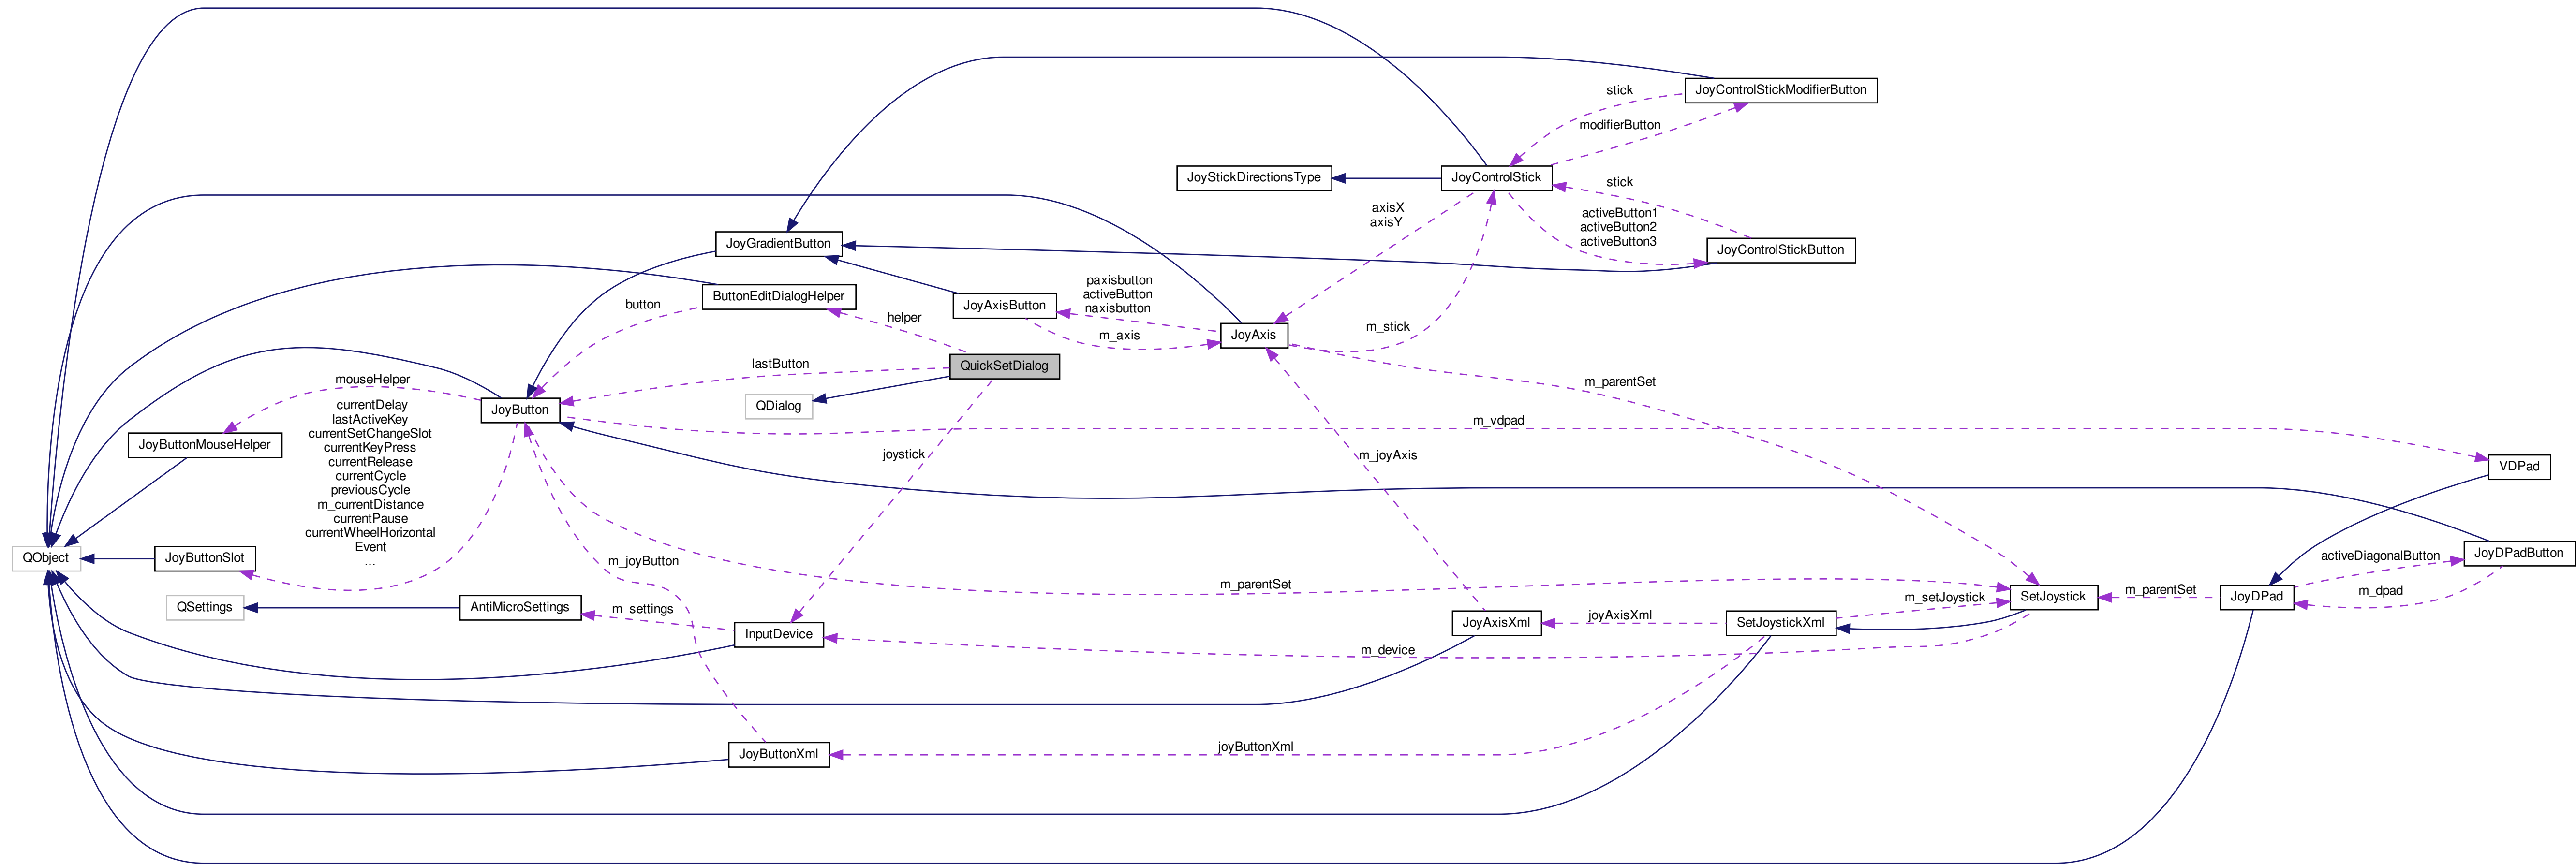 JoyControlStickModifierButton
stick
modifierButton
JoyStickDirectionsType
JoyControlStick
stick
axisX
axisY
activeButton1
activeButton2
activeButton3
JoyGradientButton
JoyControlStickButton
ButtonEditDialogHelper
button
helper
JoyAxisButton
paxisbutton
activeButton
naxisbutton
m_axis
JoyAxis
m_stick
QuickSetDialog
lastButton
m_parentSet
mouseHelper
QDialog
JoyButton
m_vdpad
currentDelay
lastActiveKey
currentSetChangeSlot
currentKeyPress
currentRelease
currentCycle
previousCycle
m_currentDistance
currentPause
currentWheelHorizontal
Event
...
JoyButtonMouseHelper
joystick
m_joyAxis
VDPad
QObject
JoyButtonSlot
m_joyButton
m_parentSet
activeDiagonalButton
JoyDPadButton
QSettings
AntiMicroSettings
m_settings
m_setJoystick
SetJoystick
m_parentSet
JoyDPad
m_dpad
InputDevice
JoyAxisXml
joyAxisXml
SetJoystickXml
m_device
JoyButtonXml
joyButtonXml